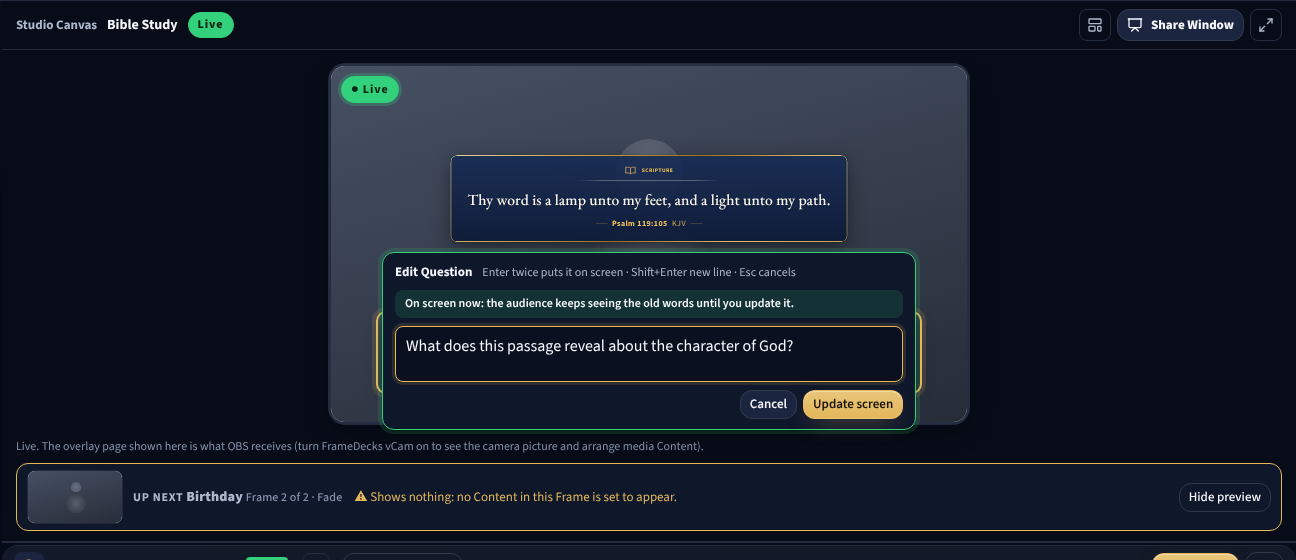 Studio Canvas Bible Study Live
Share Window
Live
SCRIPTURE
Thy word is a lamp unto my feet, and a light unto my path.
Psalm 119:105 KJV
Edit Question Enter twice puts it on screen · Shift+Enter new line · Esc cancels
On screen now: the audience keeps seeing the old words until you update it.
What does this passage reveal about the character of God?
Cancel Update screen
Live. The overlay page shown here is what OBS receives (turn FrameDecks vCam on to see the camera picture and arrange media Content).
UP NEXT Birthday Frame 2 of 2 · Fade ⚠ Shows nothing: no Content in this Frame is set to appear. Hide preview